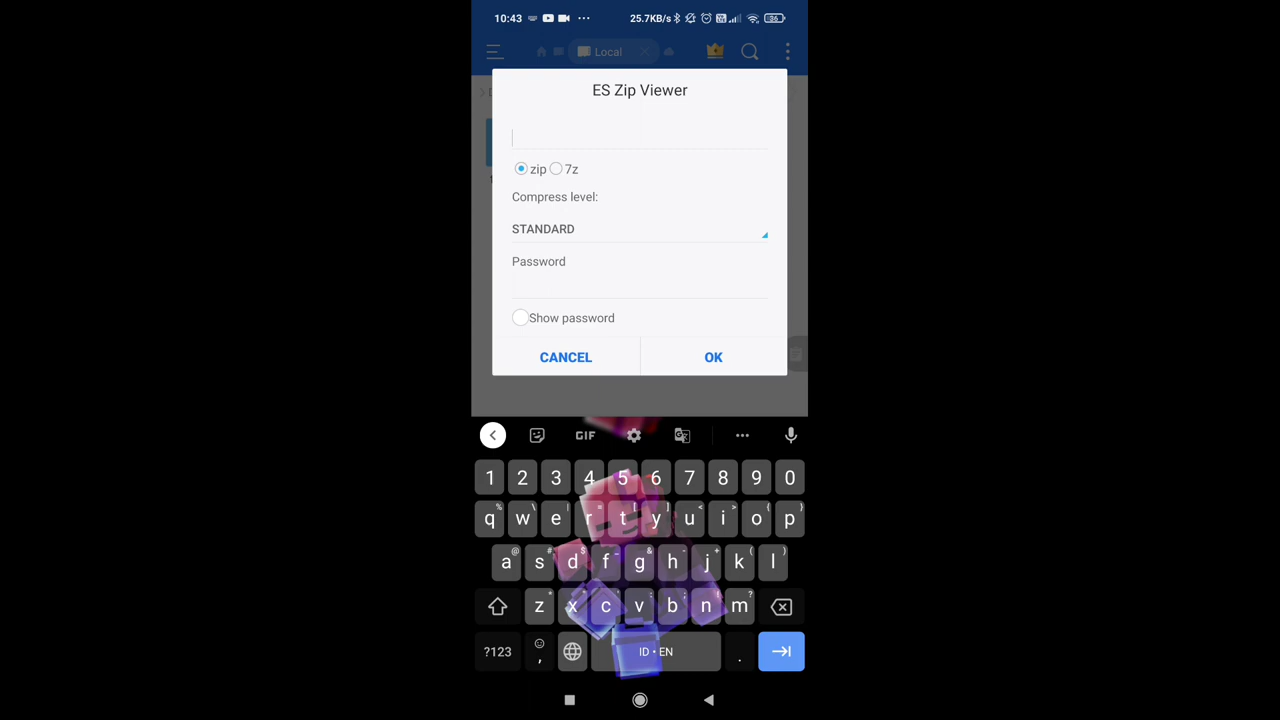 10:43 25.7KB/s 36
Local
ES Zip Viewer
zip 7z
Compress level:
STANDARD
Password
Show password
CANCEL OK
GIF
1 2 3 4 5 6 7 8 9 0
q w e r t y u i o p
a s d f g h j k l
z x c v b n m
?123 , ID • EN .